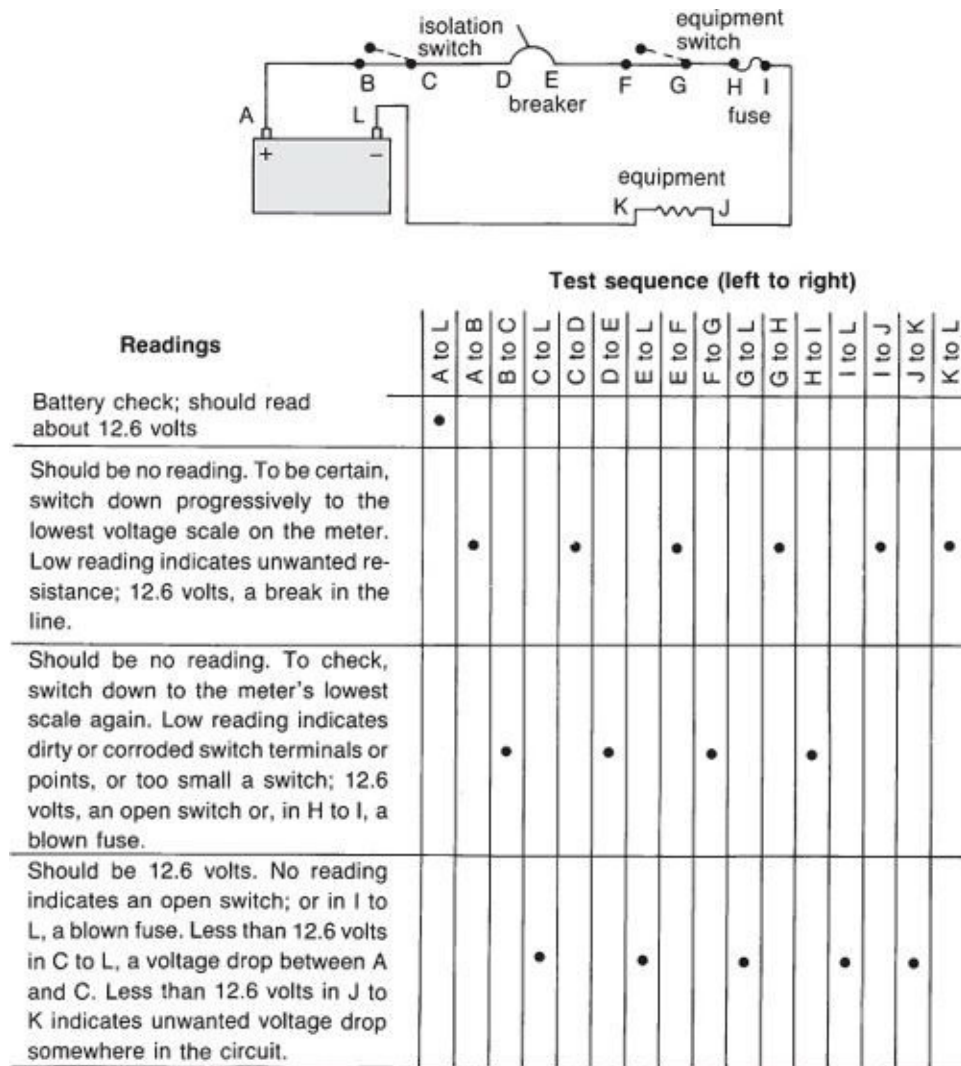 isolation
switch
equipment
switch
B
C
D
E
F
G
H
I
breaker
fuse
A
L
+
−
equipment
K
J
Test sequence (left to right)
Readings
A to L
A to B
B to C
C to L
C to D
D to E
E to L
E to F
F to G
G to L
G to H
H to I
I to L
I to J
J to K
K to L
Battery check; should read
about 12.6 volts
Should be no reading. To be certain,
switch down progressively to the
lowest voltage scale on the meter.
Low reading indicates unwanted re-
sistance; 12.6 volts, a break in the
line.
Should be no reading. To check,
switch down to the meter's lowest
scale again. Low reading indicates
dirty or corroded switch terminals or
points, or too small a switch; 12.6
volts, an open switch or, in H to I, a
blown fuse.
Should be 12.6 volts. No reading
indicates an open switch; or in I to
L, a blown fuse. Less than 12.6 volts
in C to L, a voltage drop between A
and C. Less than 12.6 volts in J to
K indicates unwanted voltage drop
somewhere in the circuit.